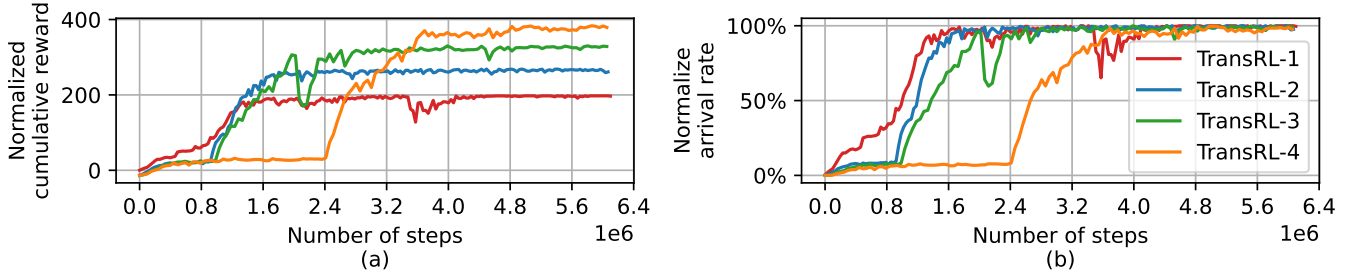 Normalized
cumulative reward
400
200
0
0.0 0.8 1.6 2.4 3.2 4.0 4.8 5.6 6.4
Number of steps
1e6
(a)
Normalize
arrival rate
100%
50%
0%
TransRL-1
TransRL-2
TransRL-3
TransRL-4
0.0 0.8 1.6 2.4 3.2 4.0 4.8 5.6 6.4
Number of steps
1e6
(b)